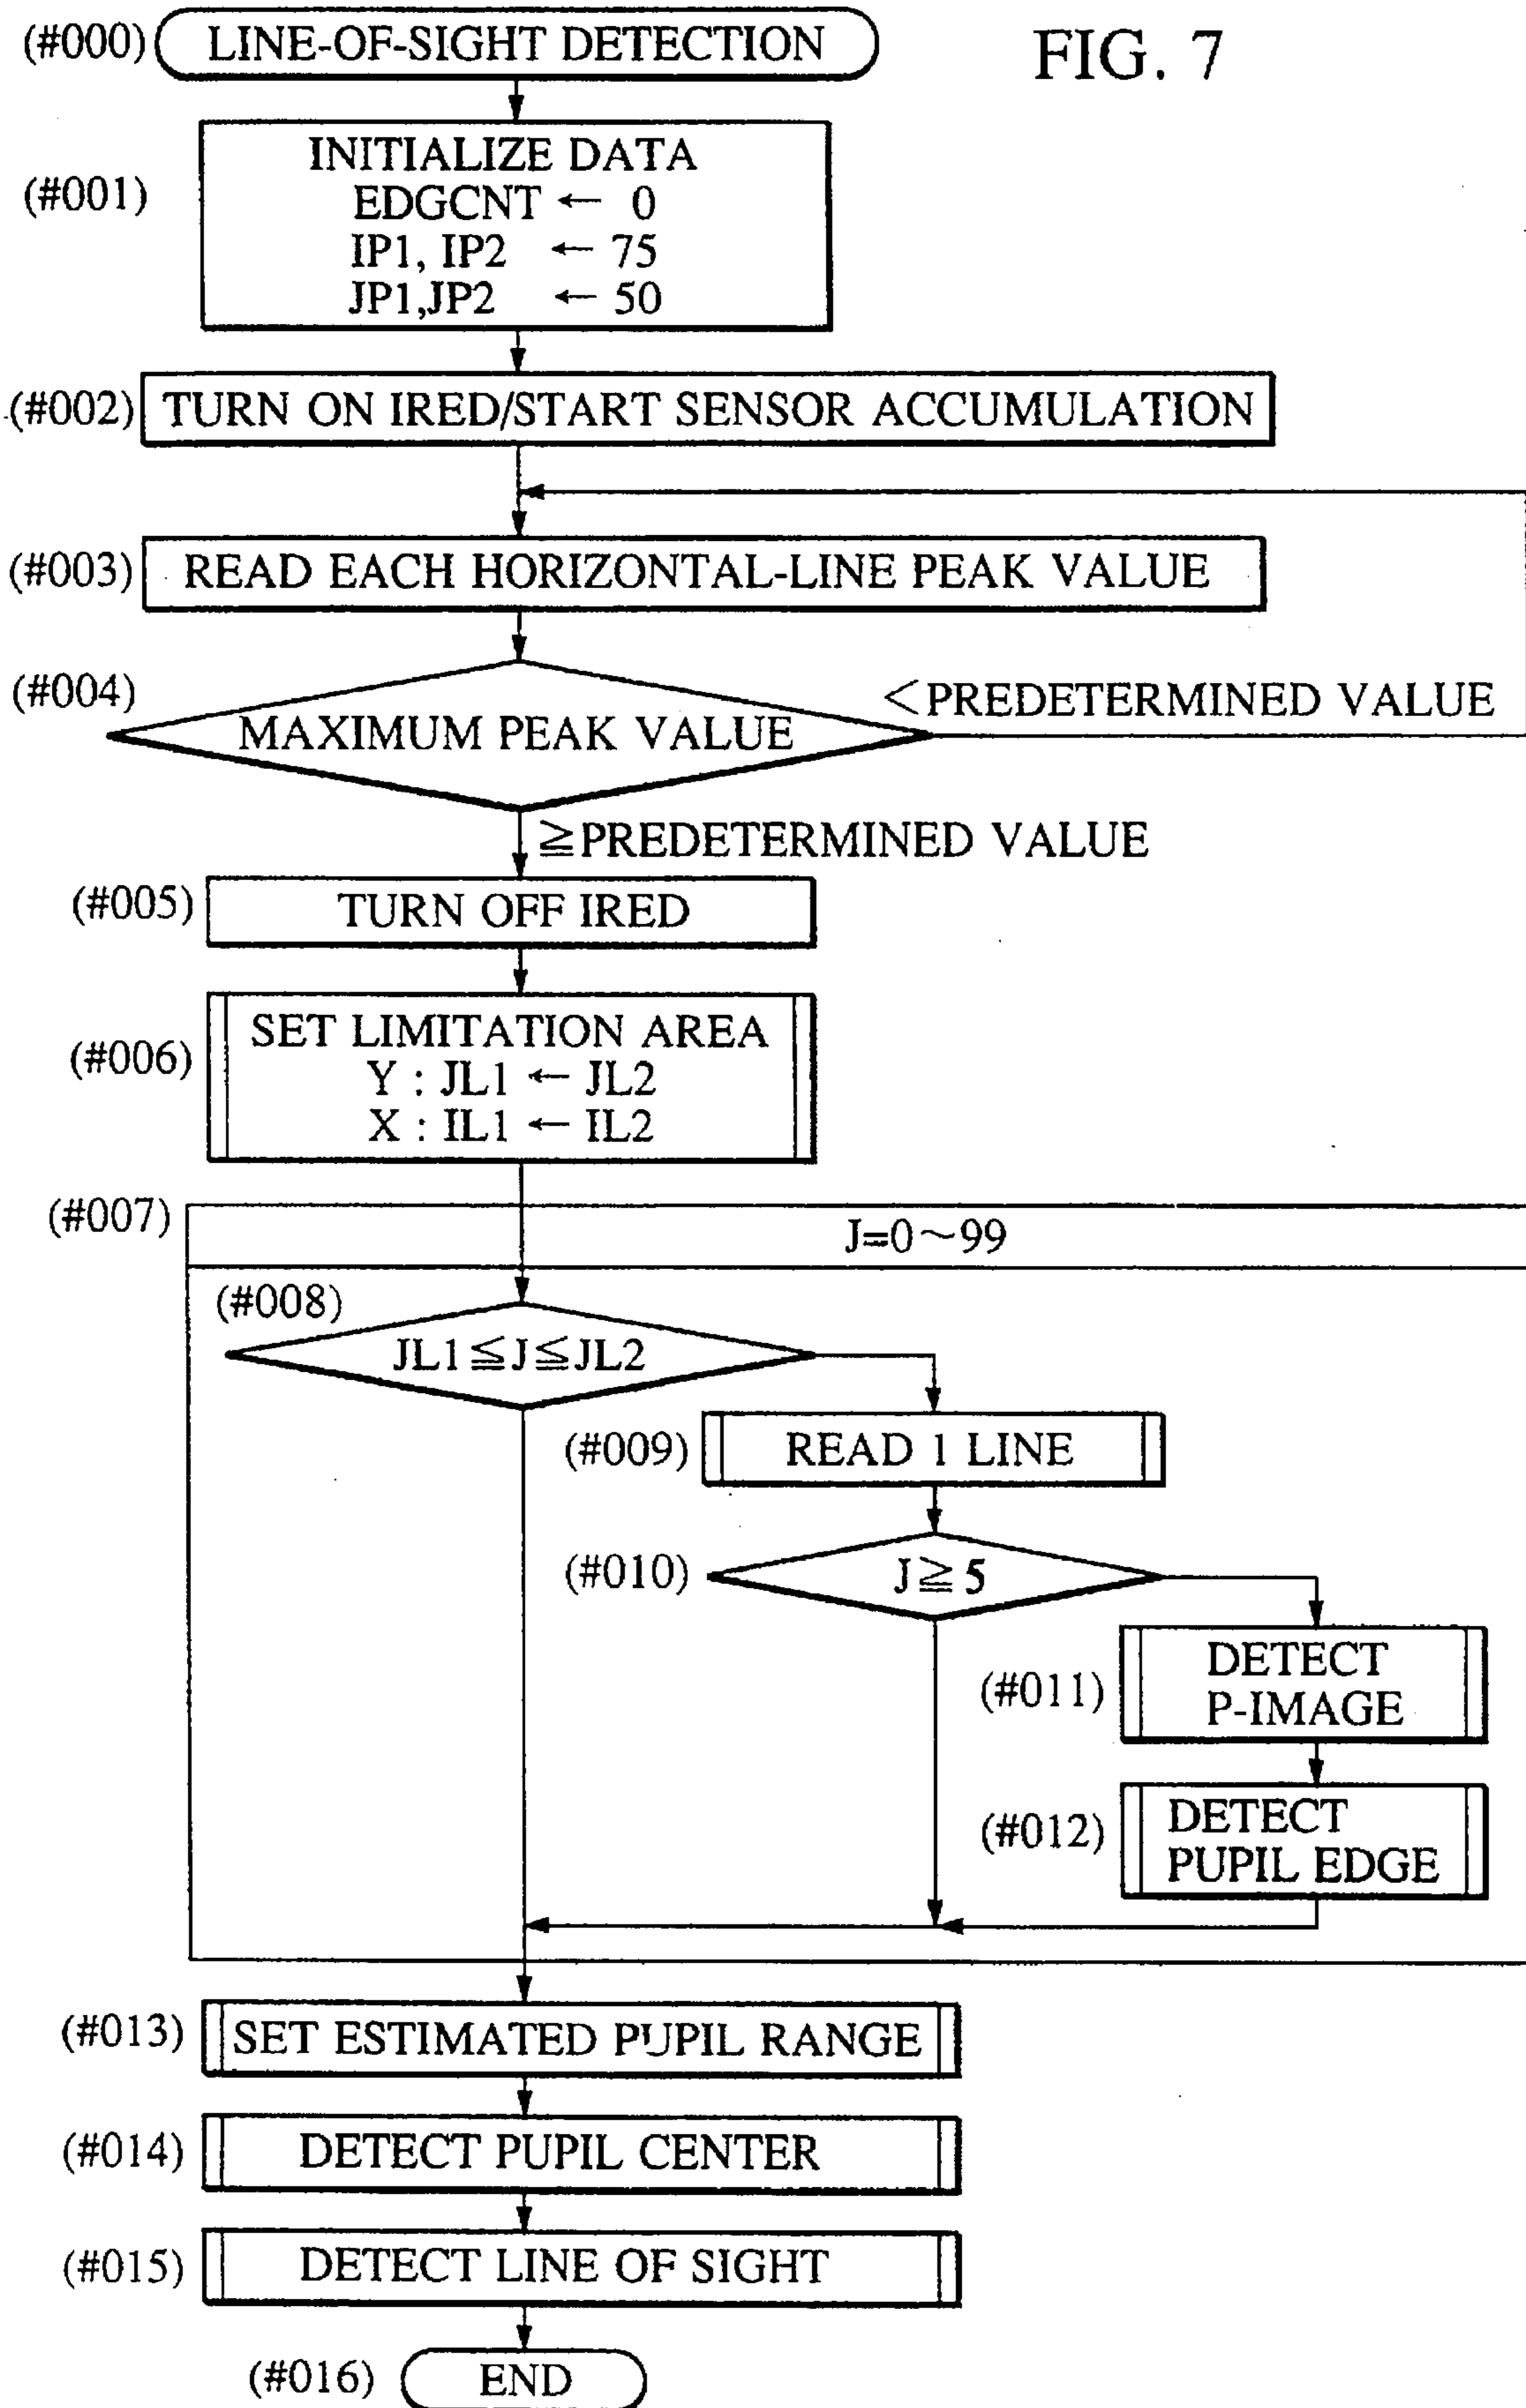 FIG. 7
(#000) LINE-OF-SIGHT DETECTION
(#001)
INITIALIZE DATA
EDGCNT ← 0
IP1, IP2 ← 75
JP1,JP2 ← 50
(#002) TURN ON IRED/START SENSOR ACCUMULATION
(#003) READ EACH HORIZONTAL-LINE PEAK VALUE
(#004)
MAXIMUM PEAK VALUE
<PREDETERMINED VALUE
≧PREDETERMINED VALUE
(#005) TURN OFF IRED
(#006)
SET LIMITATION AREA
Y : JL1 ← JL2
X : IL1 ← IL2
(#007)
J=0~99
(#008)
JL1≦J≦JL2
(#009) READ 1 LINE
(#010) J≧5
(#011)
DETECT
P-IMAGE
(#012)
DETECT
PUPIL EDGE
(#013) SET ESTIMATED PUPIL RANGE
(#014) DETECT PUPIL CENTER
(#015) DETECT LINE OF SIGHT
(#016) END